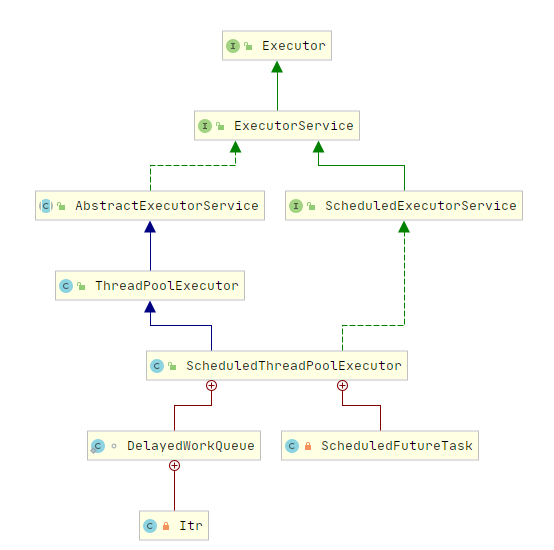 I Executor
I ExecutorService
C AbstractExecutorService
I ScheduledExecutorService
C ThreadPoolExecutor
C ScheduledThreadPoolExecutor
C DelayedWorkQueue
C ScheduledFutureTask
C Itr